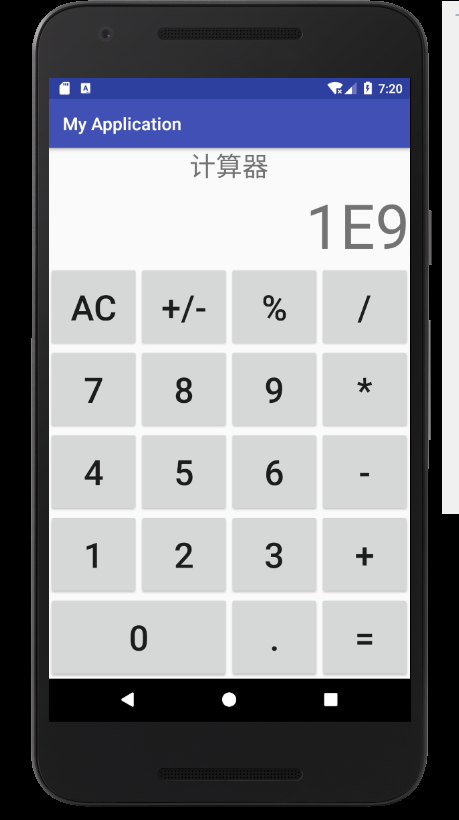 7:20
My Application
计算器
1E9
AC +/- % /
7 8 9 *
4 5 6 -
1 2 3 +
0 . =